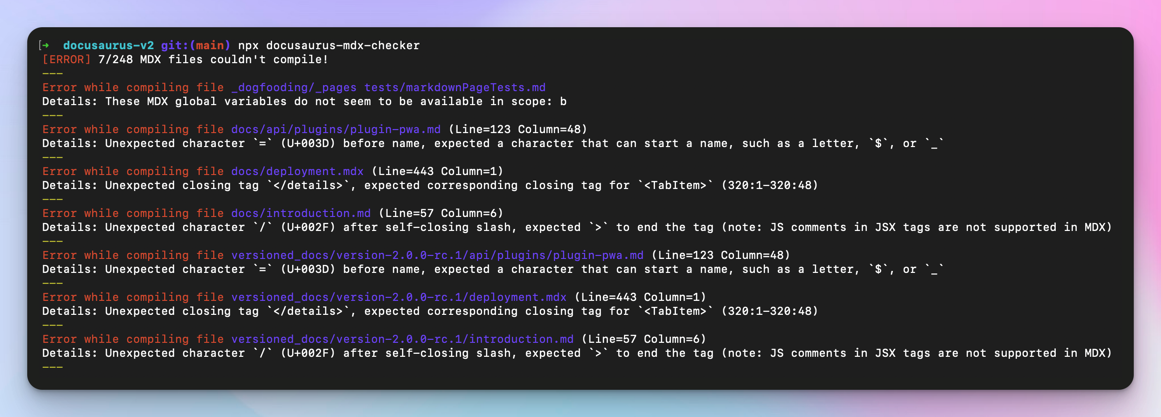 [➜  docusaurus-v2 git:(main) npx docusaurus-mdx-checker
[ERROR] 7/248 MDX files couldn't compile!
---
Error while compiling file _dogfooding/_pages tests/markdownPageTests.md
Details: These MDX global variables do not seem to be available in scope: b
---
Error while compiling file docs/api/plugins/plugin-pwa.md (Line=123 Column=48)
Details: Unexpected character `=` (U+003D) before name, expected a character that can start a name, such as a letter, `$`, or `_`
---
Error while compiling file docs/deployment.mdx (Line=443 Column=1)
Details: Unexpected closing tag `</details>`, expected corresponding closing tag for `<TabItem>` (320:1-320:48)
---
Error while compiling file docs/introduction.md (Line=57 Column=6)
Details: Unexpected character `/` (U+002F) after self-closing slash, expected `>` to end the tag (note: JS comments in JSX tags are not supported in MDX)
---
Error while compiling file versioned_docs/version-2.0.0-rc.1/api/plugins/plugin-pwa.md (Line=123 Column=48)
Details: Unexpected character `=` (U+003D) before name, expected a character that can start a name, such as a letter, `$`, or `_`
---
Error while compiling file versioned_docs/version-2.0.0-rc.1/deployment.mdx (Line=443 Column=1)
Details: Unexpected closing tag `</details>`, expected corresponding closing tag for `<TabItem>` (320:1-320:48)
---
Error while compiling file versioned_docs/version-2.0.0-rc.1/introduction.md (Line=57 Column=6)
Details: Unexpected character `/` (U+002F) after self-closing slash, expected `>` to end the tag (note: JS comments in JSX tags are not supported in MDX)
---